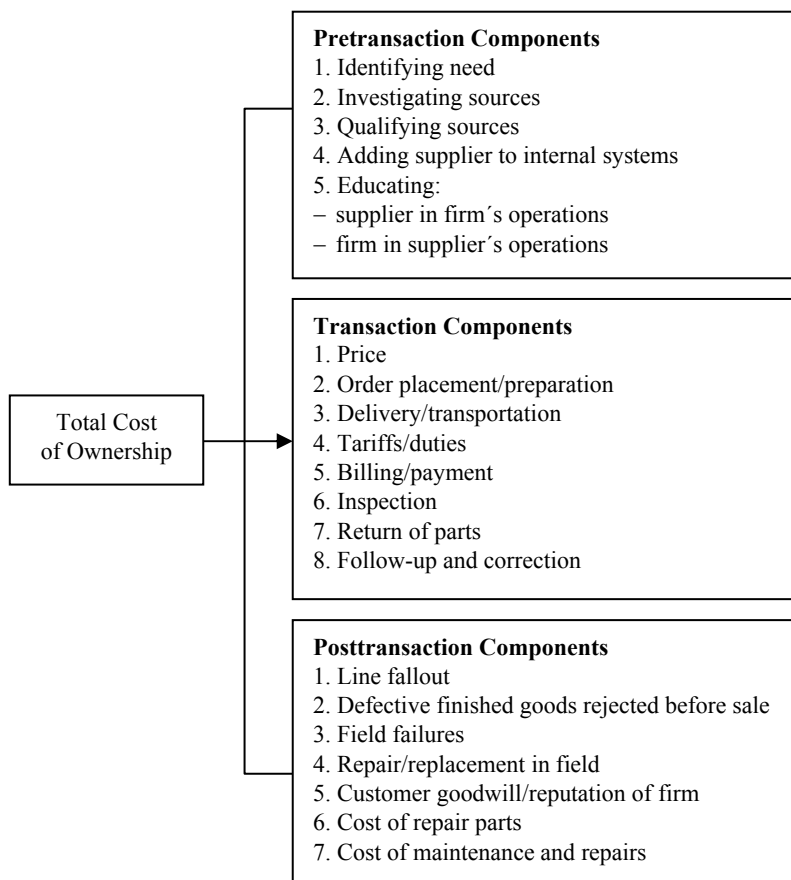 Pretransaction Components
1. Identifying need
2. Investigating sources
3. Qualifying sources
4. Adding supplier to internal systems
5. Educating:
– supplier in firm´s operations
– firm in supplier´s operations
Total Cost
of Ownership
Transaction Components
1. Price
2. Order placement/preparation
3. Delivery/transportation
4. Tariffs/duties
5. Billing/payment
6. Inspection
7. Return of parts
8. Follow-up and correction
Posttransaction Components
1. Line fallout
2. Defective finished goods rejected before sale
3. Field failures
4. Repair/replacement in field
5. Customer goodwill/reputation of firm
6. Cost of repair parts
7. Cost of maintenance and repairs